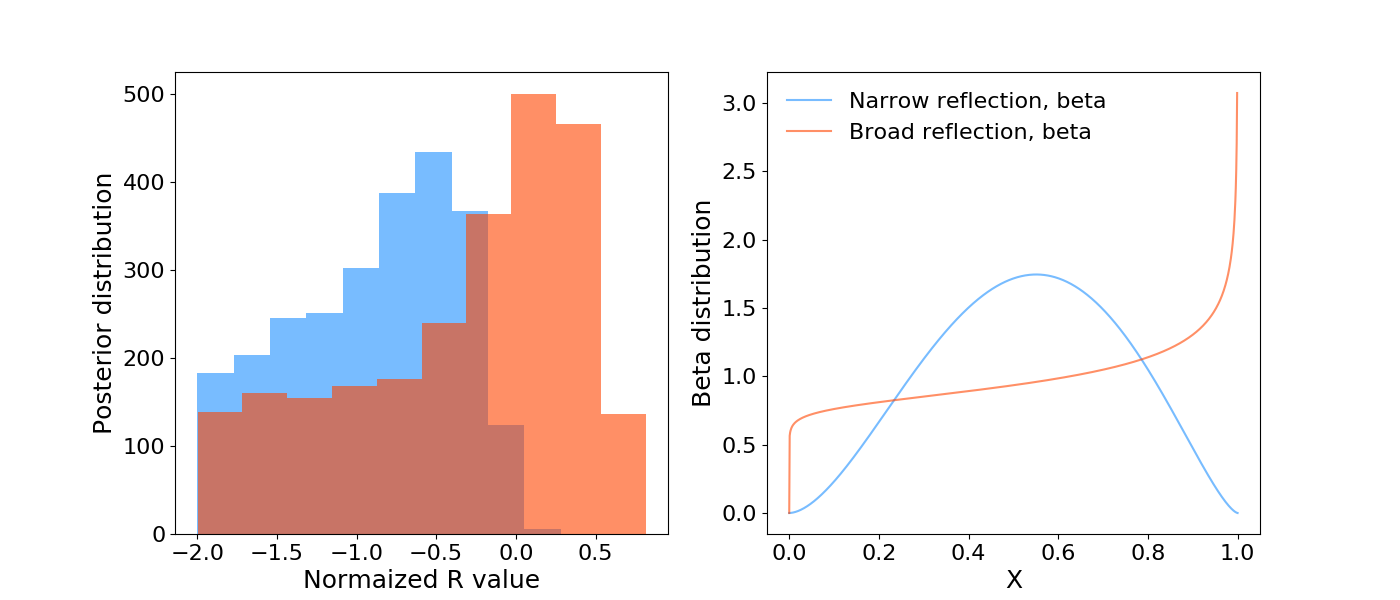 Posterior distribution
500
400
300
200
100
0
−2.0 −1.5 −1.0 −0.5 0.0 0.5
Normaized R value
Beta distribution
3.0
2.5
2.0
1.5
1.0
0.5
0.0
Narrow reflection, beta
Broad reflection, beta
0.0 0.2 0.4 0.6 0.8 1.0
X